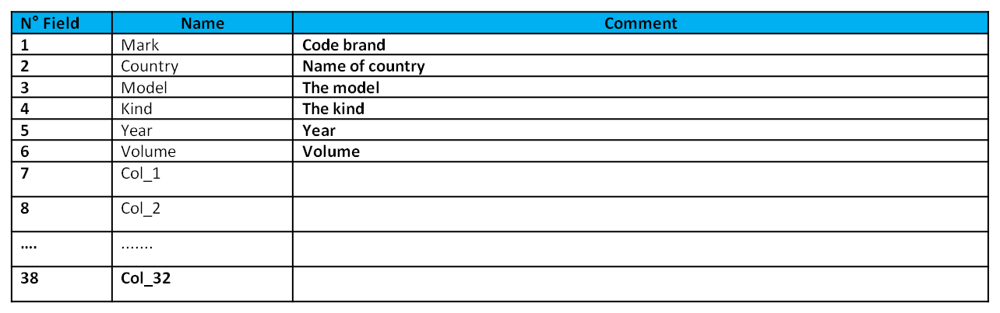 N° Field Name Comment
1 Mark Code brand
2 Country Name of country
3 Model The model
4 Kind The kind
5 Year Year
6 Volume Volume
7 Col_1
8 Col_2
.... .......
38 Col_32